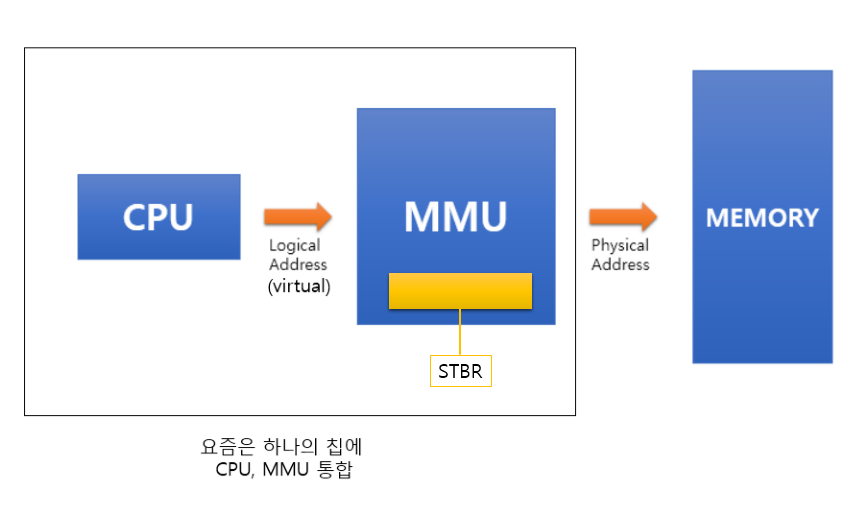 CPU
Logical
Address
(virtual)
MMU
STBR
Physical
Address
MEMORY
요즘은 하나의 칩에
CPU, MMU 통합